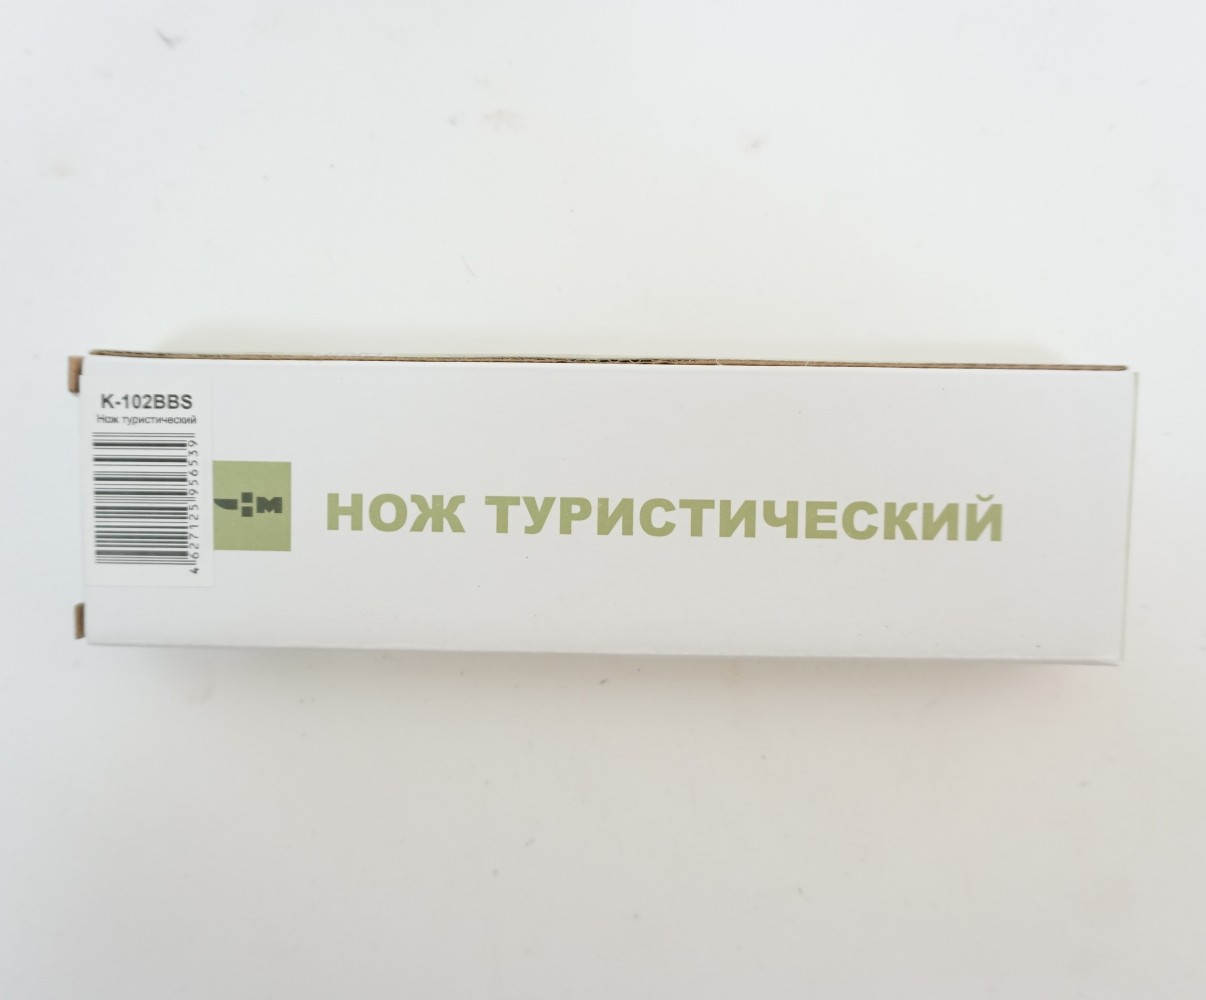 K-102BBS
Нож туристический
4627125956539
НОЖ ТУРИСТИЧЕСКИЙ